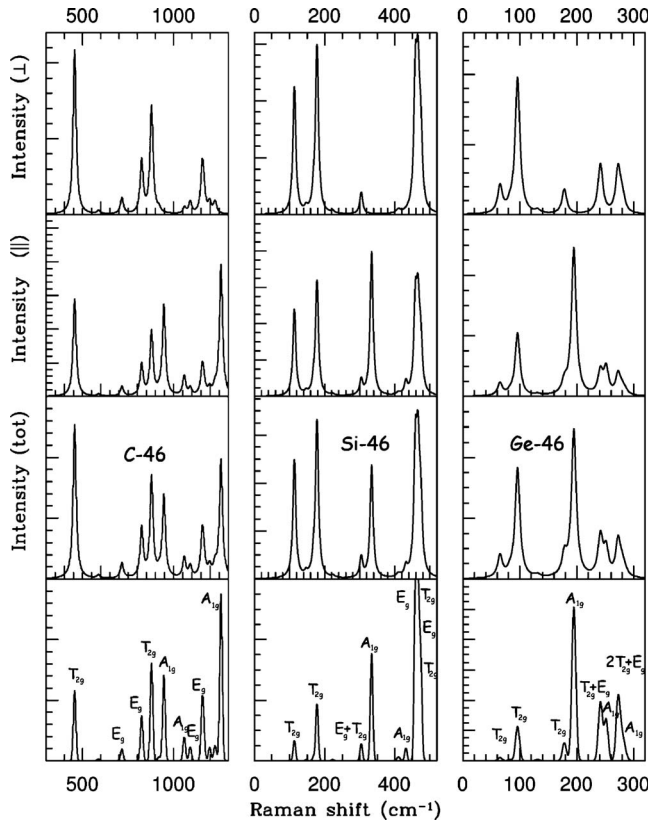 500 1000 0 200 400 0 100 200 300
Intensity (⊥)
Intensity (||)
Intensity (tot)
C-46 Si-46 Ge-46
T2g
Eg
Eg
T2g
A1g
A1g
Eg
Eg
A1g
T2g
T2g
Eg+T2g
A1g
A1g
Eg
T2g
Eg
T2g
T2g
T2g
T2g
A1g
T2g+Eg
A1g
2T2g+Eg
A1g
500 1000 0 200 400 0 100 200 300
Raman shift (cm⁻¹)